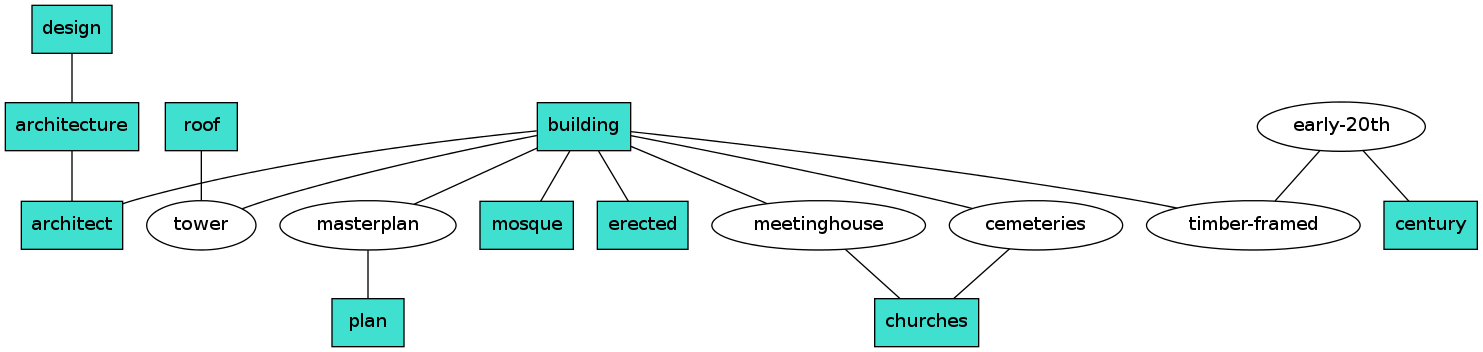 design
architecture
roof
building
early-20th
architect
tower
masterplan
mosque
erected
meetinghouse
cemeteries
timber-framed
century
plan
churches